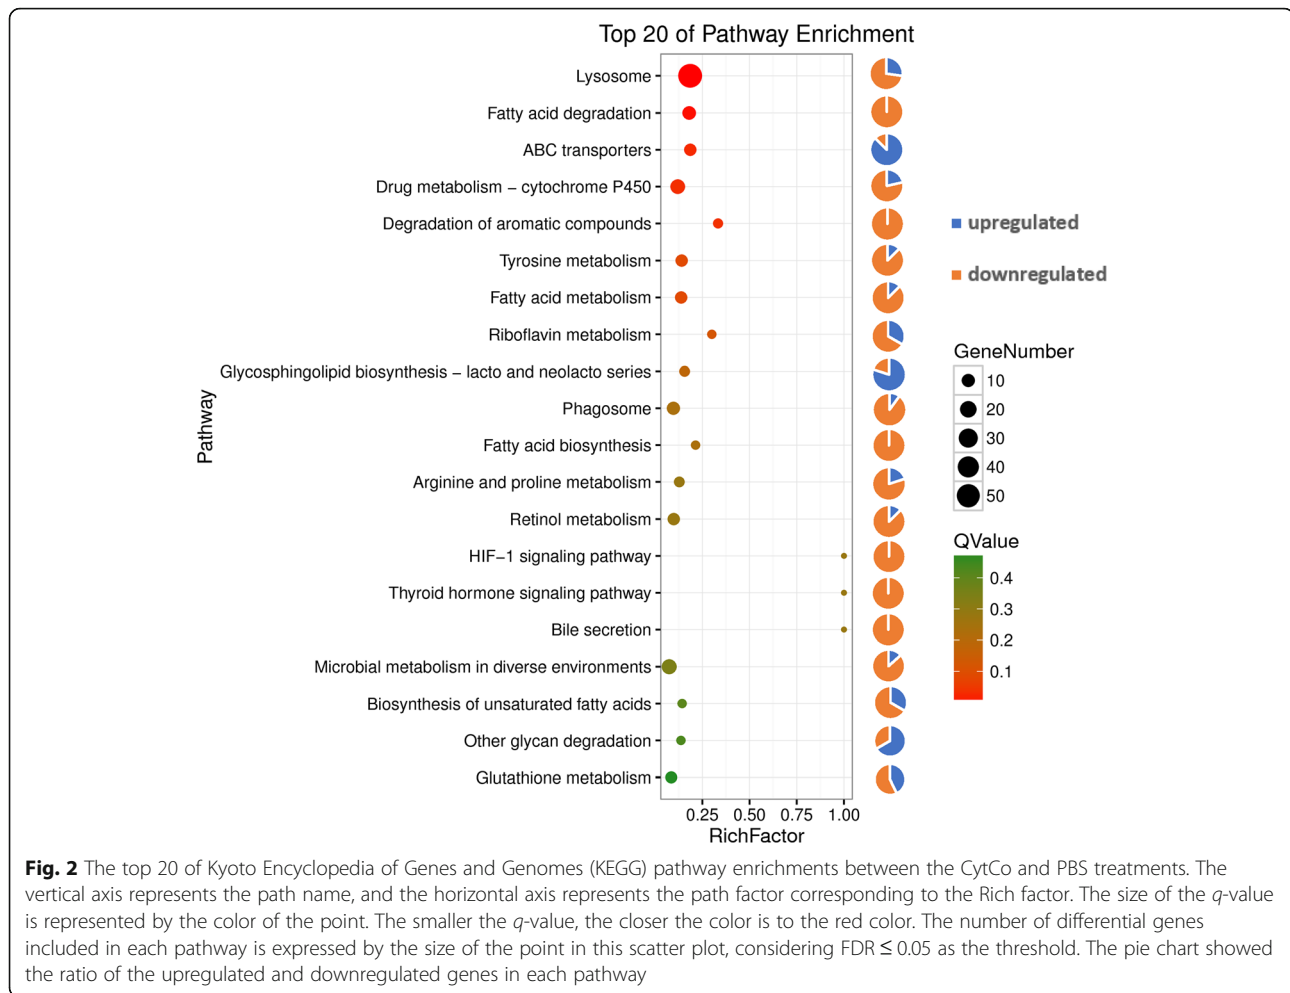 Top 20 of Pathway Enrichment
Lysosome
Fatty acid degradation
ABC transporters
Drug metabolism − cytochrome P450
Degradation of aromatic compounds
Tyrosine metabolism
Fatty acid metabolism
Riboflavin metabolism
Glycosphingolipid biosynthesis − lacto and neolacto series
Phagosome
Fatty acid biosynthesis
Arginine and proline metabolism
Retinol metabolism
HIF−1 signaling pathway
Thyroid hormone signaling pathway
Bile secretion
Microbial metabolism in diverse environments
Biosynthesis of unsaturated fatty acids
Other glycan degradation
Glutathione metabolism
Pathway
0.25 0.50 0.75 1.00
RichFactor
upregulated
downregulated
GeneNumber
10
20
30
40
50
QValue
0.4
0.3
0.2
0.1
Fig. 2 The top 20 of Kyoto Encyclopedia of Genes and Genomes (KEGG) pathway enrichments between the CytCo and PBS treatments. The
vertical axis represents the path name, and the horizontal axis represents the path factor corresponding to the Rich factor. The size of the q-value
is represented by the color of the point. The smaller the q-value, the closer the color is to the red color. The number of differential genes
included in each pathway is expressed by the size of the point in this scatter plot, considering FDR ≤ 0.05 as the threshold. The pie chart showed
the ratio of the upregulated and downregulated genes in each pathway